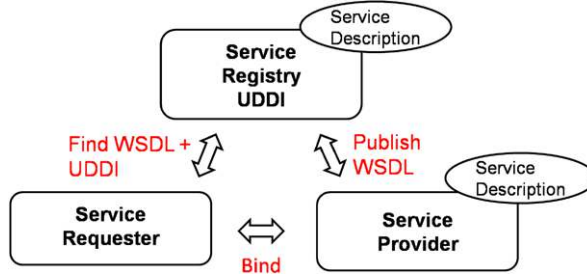 Service
Description
Service
Registry
UDDI
Find WSDL +
UDDI
Publish
WSDL
Service
Description
Service
Requester
Bind
Service
Provider